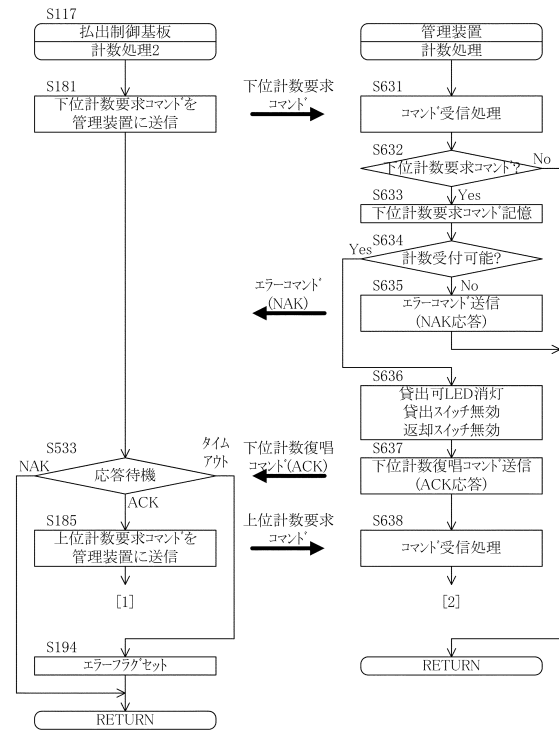 S117
払出制御基板
計数処理2
S181
下位計数要求コマンドを
管理装置に送信
下位計数要求
コマンド
管理装置
計数処理
S631
コマンド受信処理
S632
下位計数要求コマンド?
No
Yes
S633
下位計数要求コマンド記憶
S634
Yes
計数受付可能?
No
S635
エラーコマンド送信
(NAK応答)
エラーコマンド
(NAK)
S636
貸出可LED消灯
貸出スイッチ無効
返却スイッチ無効
S637
下位計数復唱コマンド送信
(ACK応答)
下位計数復唱
コマンド(ACK)
S533
NAK
応答待機
タイム
アウト
ACK
S185
上位計数要求コマンドを
管理装置に送信
上位計数要求
コマンド
S638
コマンド受信処理
[1]
[2]
S194
エラーフラグセット
RETURN
RETURN